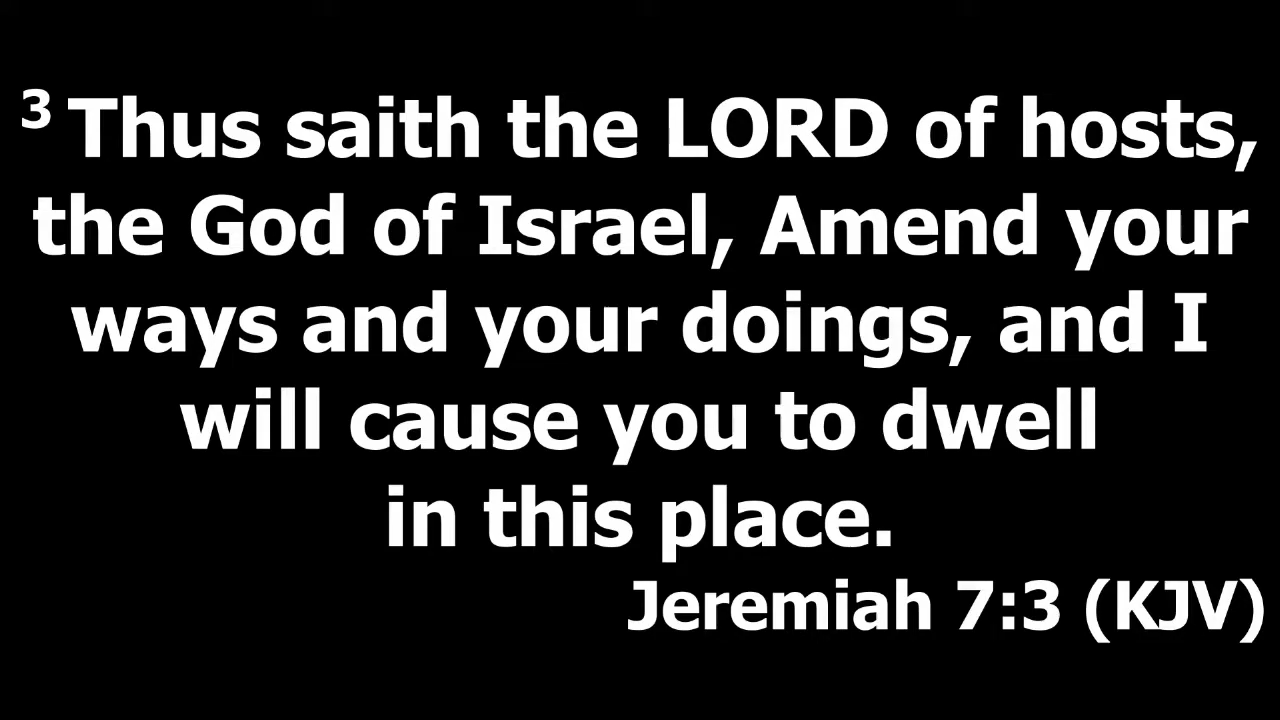 3 Thus saith the LORD of hosts,
the God of Israel, Amend your
ways and your doings, and I
will cause you to dwell
in this place.
Jeremiah 7:3 (KJV)